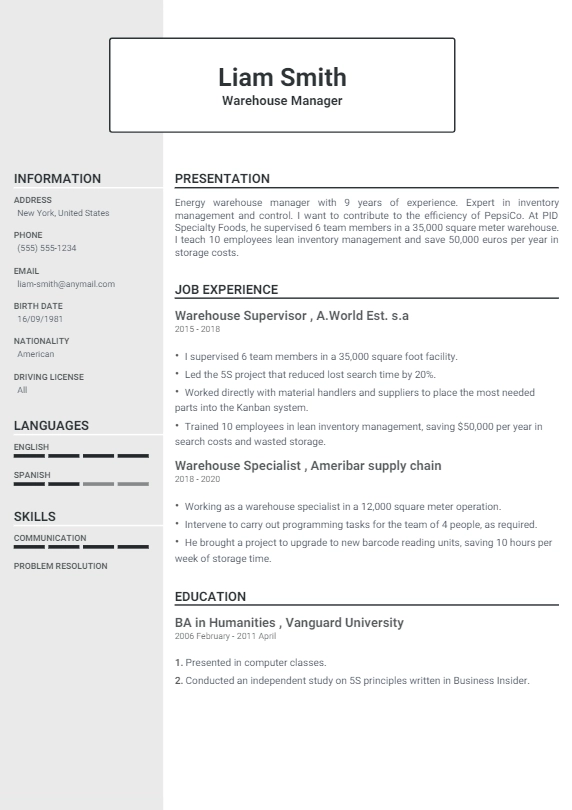 Liam Smith
Warehouse Manager
INFORMATION
ADDRESS
New York, United States
PHONE
(555) 555-1234
EMAIL
liam-smith@anymail.com
BIRTH DATE
16/09/1981
NATIONALITY
American
DRIVING LICENSE
All
LANGUAGES
ENGLISH
SPANISH
SKILLS
COMMUNICATION
PROBLEM RESOLUTION
PRESENTATION
Energy warehouse manager with 9 years of experience. Expert in inventory
management and control. I want to contribute to the efficiency of PepsiCo. At PID
Specialty Foods, he supervised 6 team members in a 35,000 square meter warehouse.
I teach 10 employees lean inventory management and save 50,000 euros per year in
storage costs.
JOB EXPERIENCE
Warehouse Supervisor , A.World Est. s.a
2015 - 2018
• I supervised 6 team members in a 35,000 square foot facility.
• Led the 5S project that reduced lost search time by 20%.
• Worked directly with material handlers and suppliers to place the most needed
parts into the Kanban system.
• Trained 10 employees in lean inventory management, saving $50,000 per year in
search costs and wasted storage.
Warehouse Specialist , Ameribar supply chain
2018 - 2020
• Working as a warehouse specialist in a 12,000 square meter operation.
• Intervene to carry out programming tasks for the team of 4 people, as required.
• He brought a project to upgrade to new barcode reading units, saving 10 hours per
week of storage time.
EDUCATION
BA in Humanities , Vanguard University
2006 February - 2011 April
1. Presented in computer classes.
2. Conducted an independent study on 5S principles written in Business Insider.